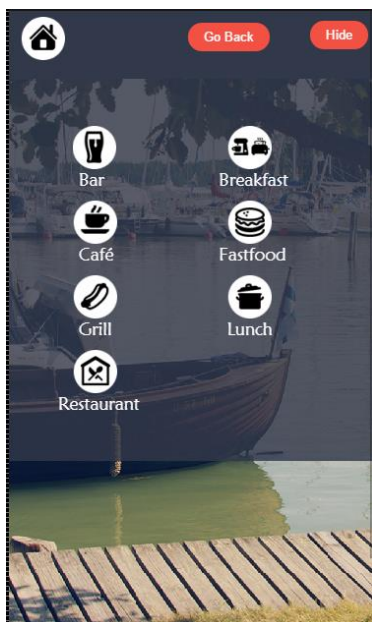 Go Back
Hide
Bar
Breakfast
Café
Fastfood
Grill
Lunch
Restaurant